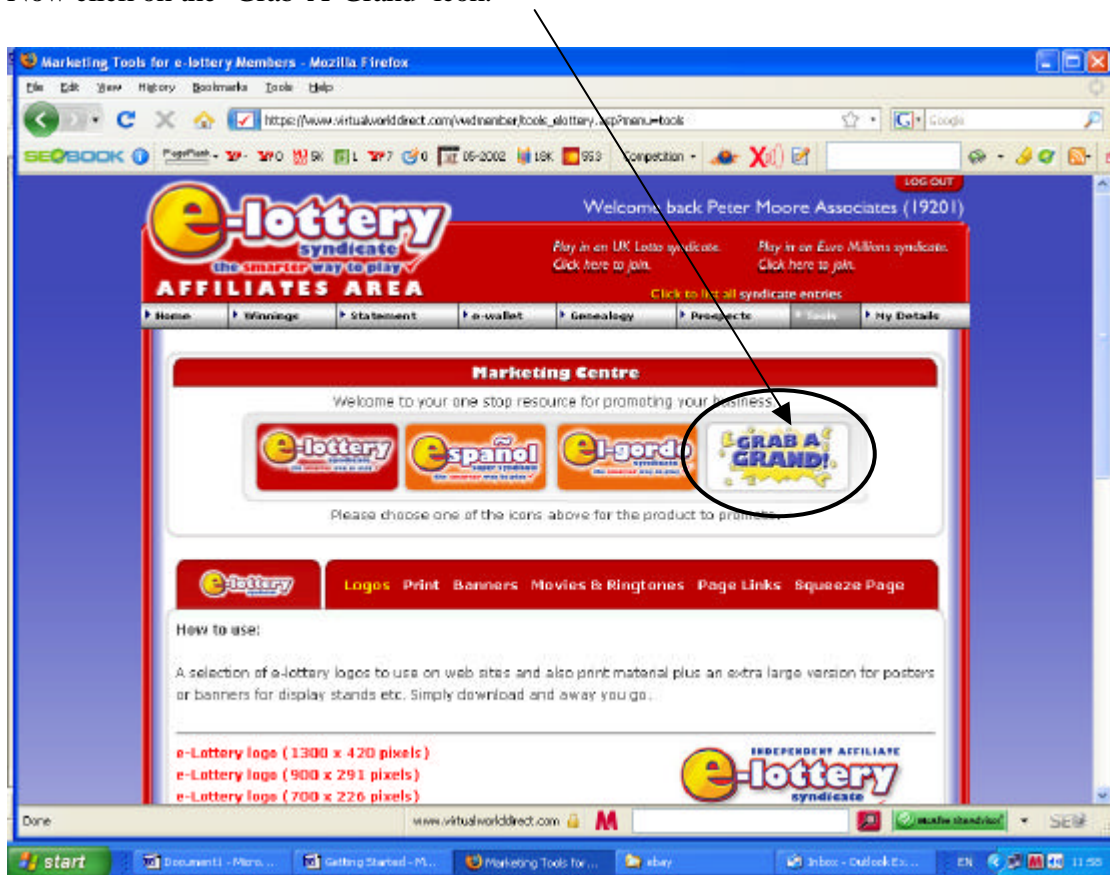 Now click on the "Grab A Grand" icon.
Marketing Tools for e-lottery Members - Mozilla Firefox
File Edit View History Bookmarks Tools Help
https://www.virtualworlddirect.com/vwdmember/tools_elottery.asp?menu=tools
Google
SEOBOOK
05-2002 18K 553 Competition
LOG OUT
Welcome back Peter Moore Associates (19201)
e-lottery
syndicate
the smarter way to play
AFFILIATES AREA
Play in an UK Lotto syndicate. Click here to join.
Play in an Euro Millions syndicate. Click here to join.
Click to list all syndicate entries
Home Winnings Statement e-wallet Genealogy Prospects Tools My Details
Marketing Centre
Welcome to your one stop resource for promoting your business.
e-lottery español el-gordo GRAB A GRAND!
Please choose one of the icons above for the product to promote.
e-lottery Logos Print Banners Movies & Ringtones Page Links Squeeze Page
How to use:
A selection of e-lottery logos to use on web sites and also print material plus an extra large version for posters
or banners for display stands etc. Simply download and away you go.
e-Lottery logo (1300 x 420 pixels)
e-Lottery logo (900 x 291 pixels)
e-Lottery logo (700 x 226 pixels)
INDEPENDENT AFFILIATE
e-lottery
syndicate
Done
www.virtualworlddirect.com
start
Document1 - Micro...
Getting Started - M...
Marketing Tools for ...
ebay
Inbox - Outlook Ex...
EN
11:58